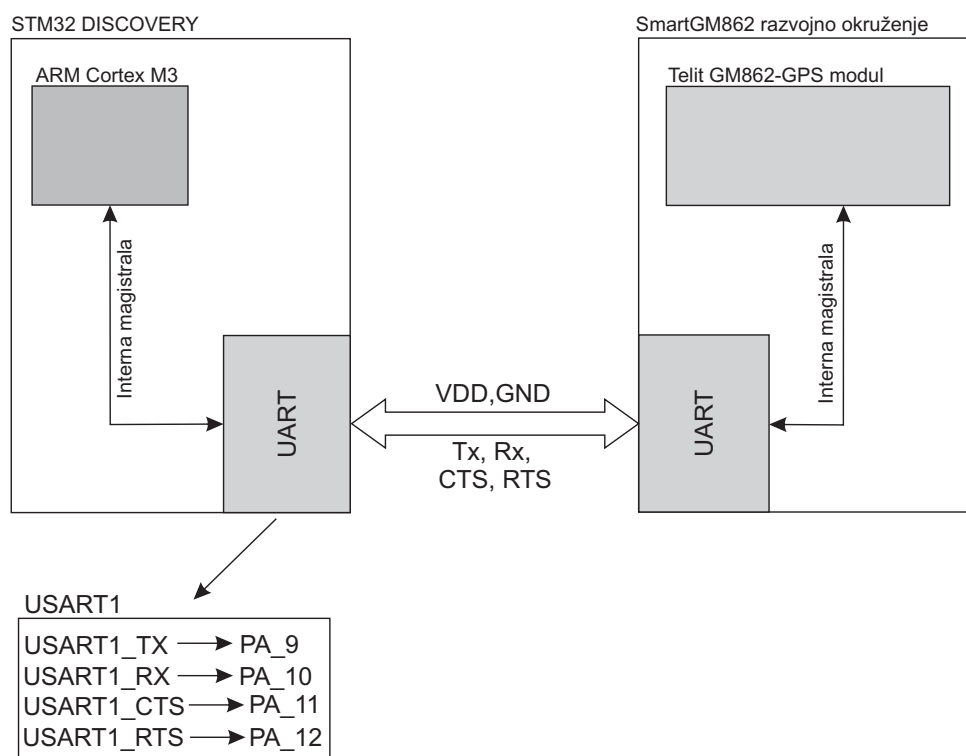 STM32 DISCOVERY
ARM Cortex M3
Interna magistrala
UART
VDD,GND
Tx, Rx,
CTS, RTS
SmartGM862 razvojno okruženje
Telit GM862-GPS modul
Interna magistrala
UART
USART1
USART1_TX PA_9
USART1_RX PA_10
USART1_CTS PA_11
USART1_RTS PA_12